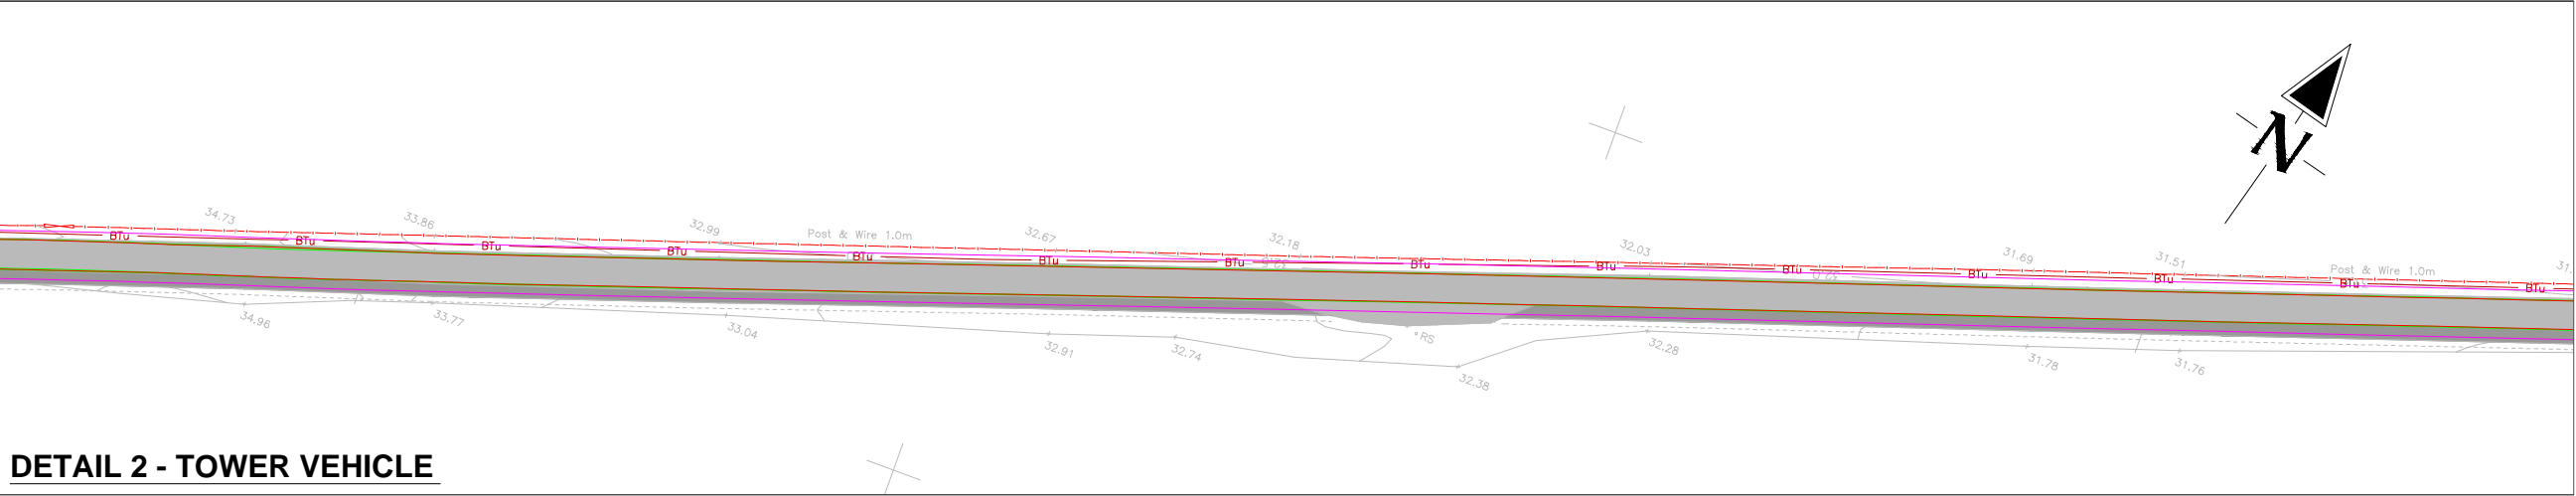 N
34.73
33.86
32.99
Post & Wire 1.0m
32.67
32.18
32.03
31.69
31.51
Post & Wire 1.0m
31.
BTu
BTu
BTu
BTu
BTu
BTu
BTu
BTu
BTu
BTu
BTu
BTu
BTu
BTu
34.96
33.77
33.04
32.91
32.74
RS
32.38
32.28
31.78
31.76
DETAIL 2 - TOWER VEHICLE